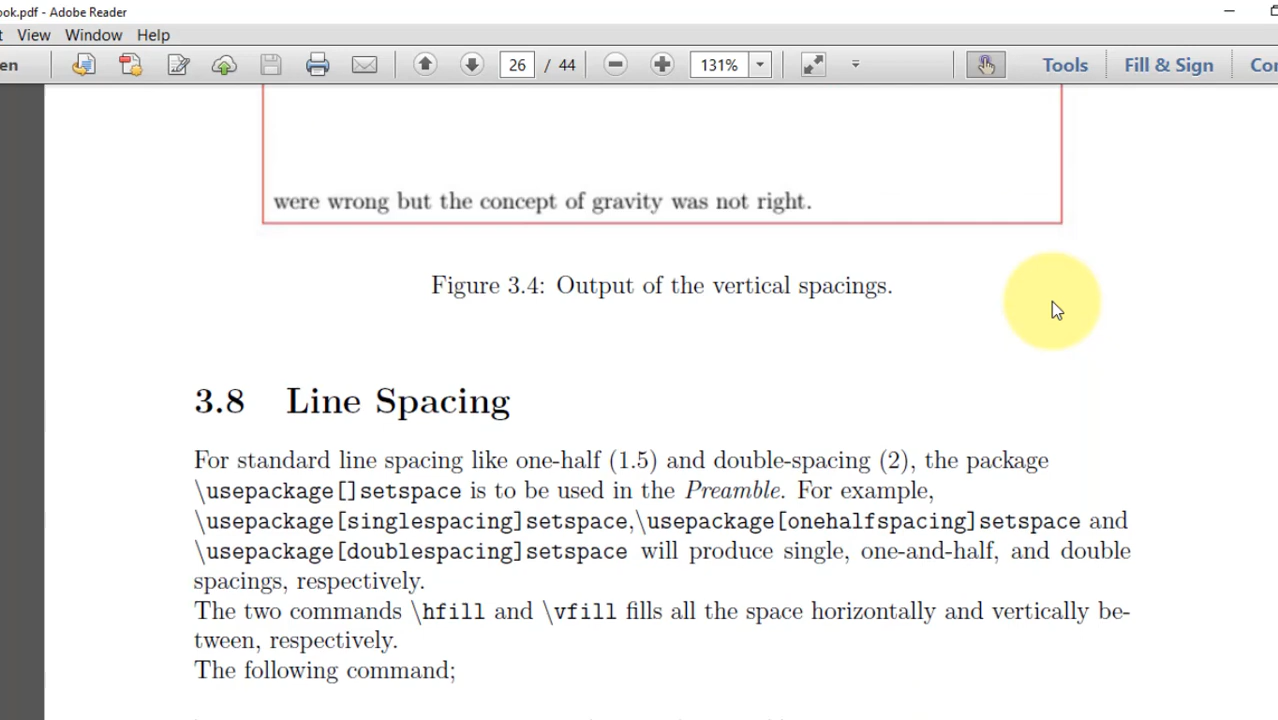 ook.pdf - Adobe Reader
t View Window Help
en 26 / 44 131% Tools Fill & Sign Co
were wrong but the concept of gravity was not right.
Figure 3.4: Output of the vertical spacings.
3.8 Line Spacing
For standard line spacing like one-half (1.5) and double-spacing (2), the package
\usepackage[]setspace is to be used in the Preamble. For example,
\usepackage[singlespacing]setspace,\usepackage[onehalfspacing]setspace and
\usepackage[doublespacing]setspace will produce single, one-and-half, and double
spacings, respectively.
The two commands \hfill and \vfill fills all the space horizontally and vertically be-
tween, respectively.
The following command;